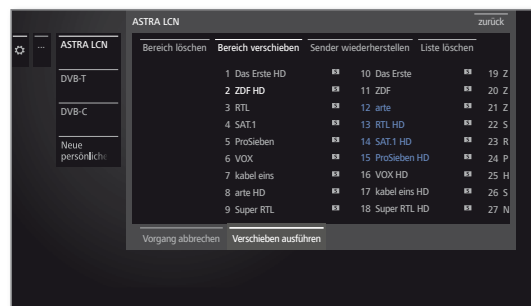 ASTRA LCN zurück
... ASTRA LCN Bereich löschen Bereich verschieben Sender wiederherstellen Liste löschen
DVB-T
DVB-C
Neue
persönliche
1 Das Erste HD S 10 Das Erste S 19 Z
2 ZDF HD S 11 ZDF S 20 Z
3 RTL S 12 arte S 21 Z
4 SAT.1 S 13 RTL HD S 22 S
5 ProSieben S 14 SAT.1 HD S 23 R
6 VOX S 15 ProSieben HD S 24 P
7 kabel eins S 16 VOX HD S 25 H
8 arte HD S 17 kabel eins HD S 26 S
9 Super RTL S 18 Super RTL HD S 27 N
Vorgang abbrechen Verschieben ausführen